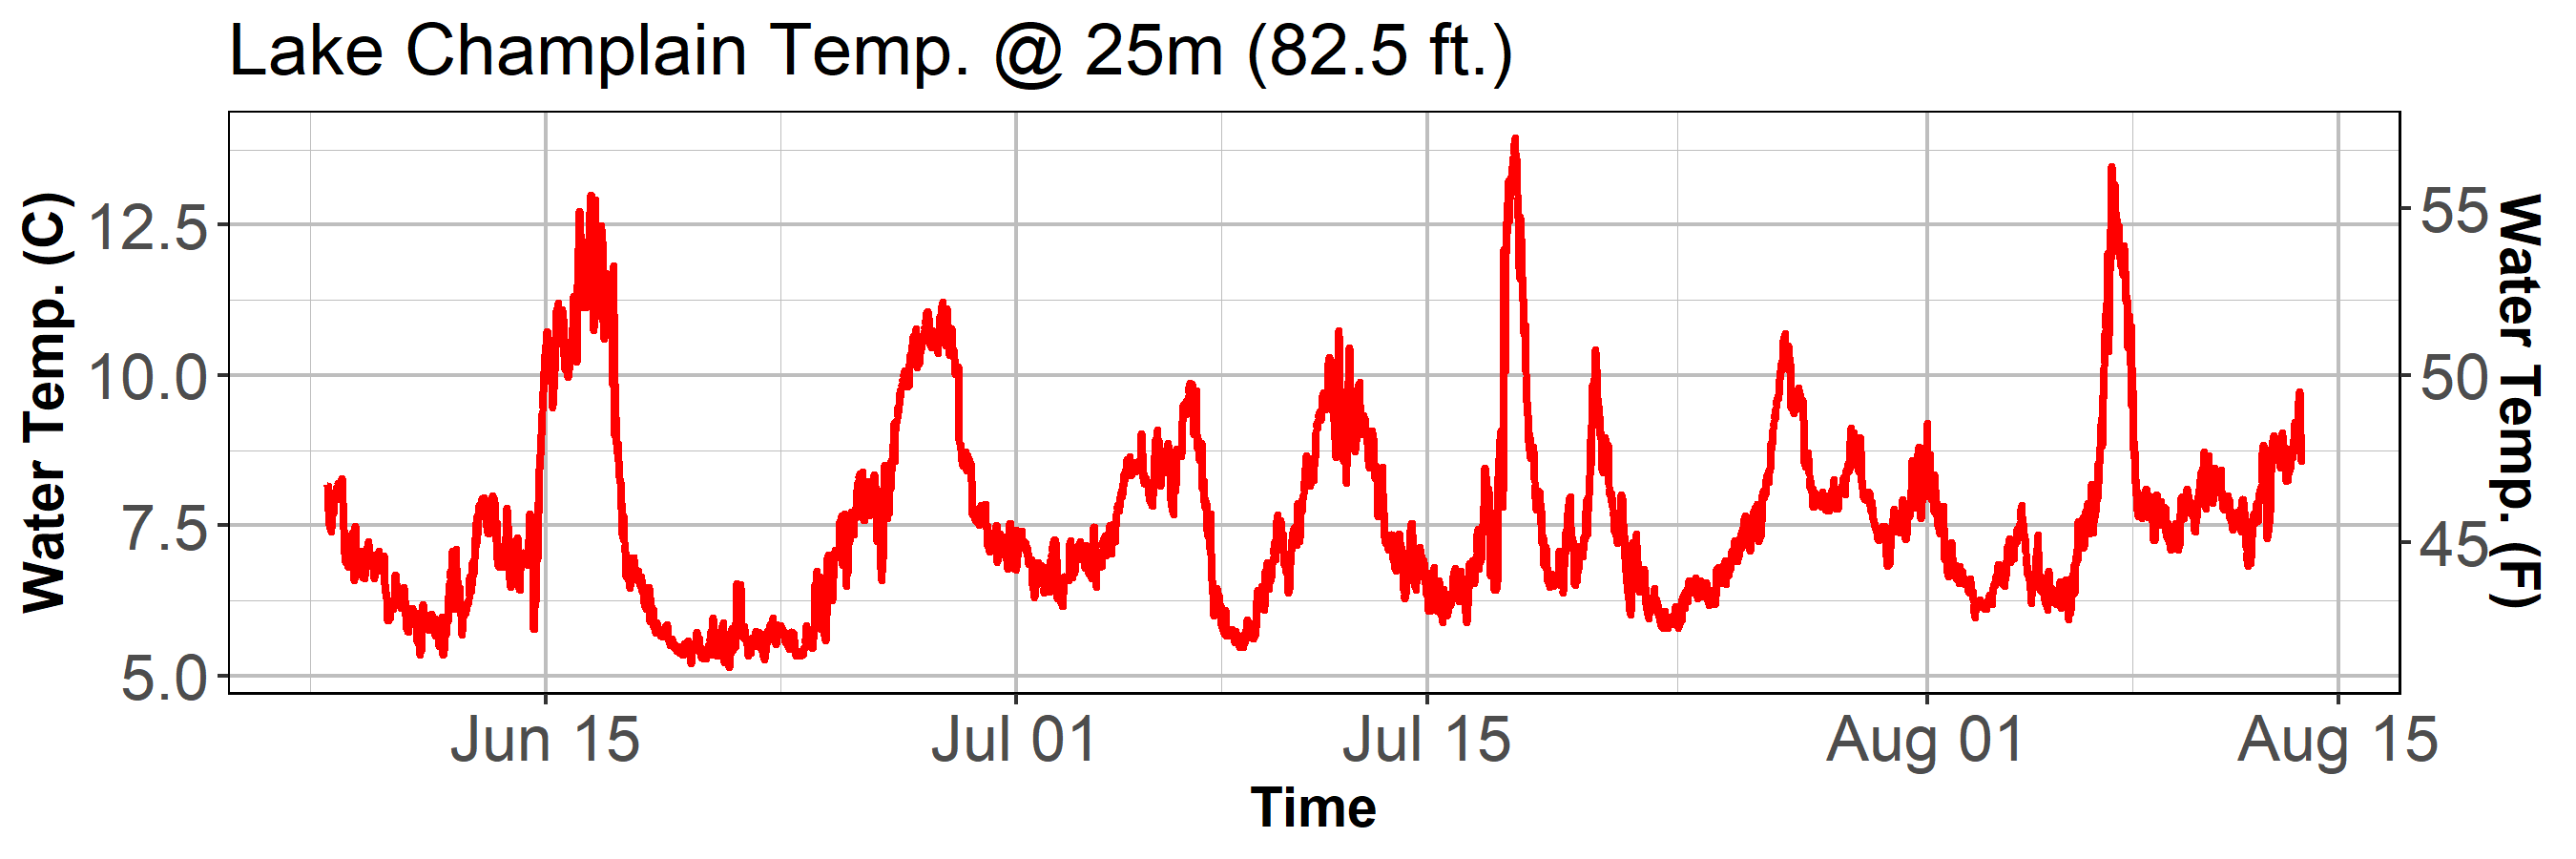 Lake Champlain Temp. @ 25m (82.5 ft.)
Water Temp. (C)
12.5
10.0
7.5
5.0
55
50
45
Water Temp. (F)
Jun 15
Jul 01
Jul 15
Aug 01
Aug 15
Time